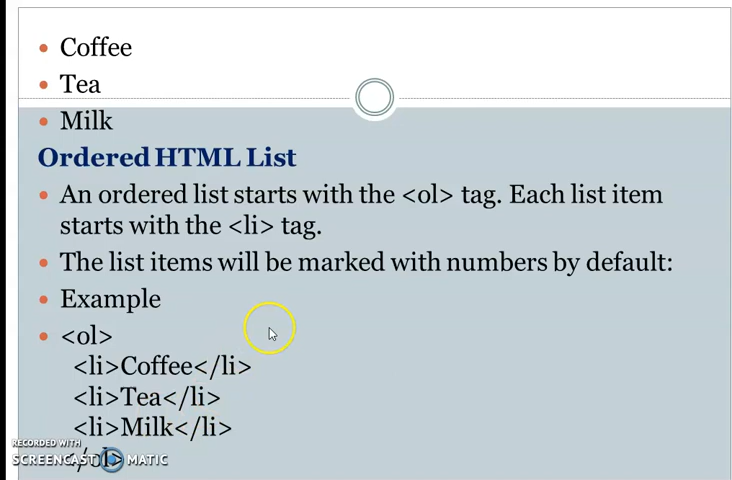 Coffee
Tea
Milk
Ordered HTML List
An ordered list starts with the <ol> tag. Each list item
starts with the <li> tag.
The list items will be marked with numbers by default:
Example
<ol>
<li>Coffee</li>
<li>Tea</li>
<li>Milk</li>
</ol>
RECORDED WITH
SCREENCAST MATIC